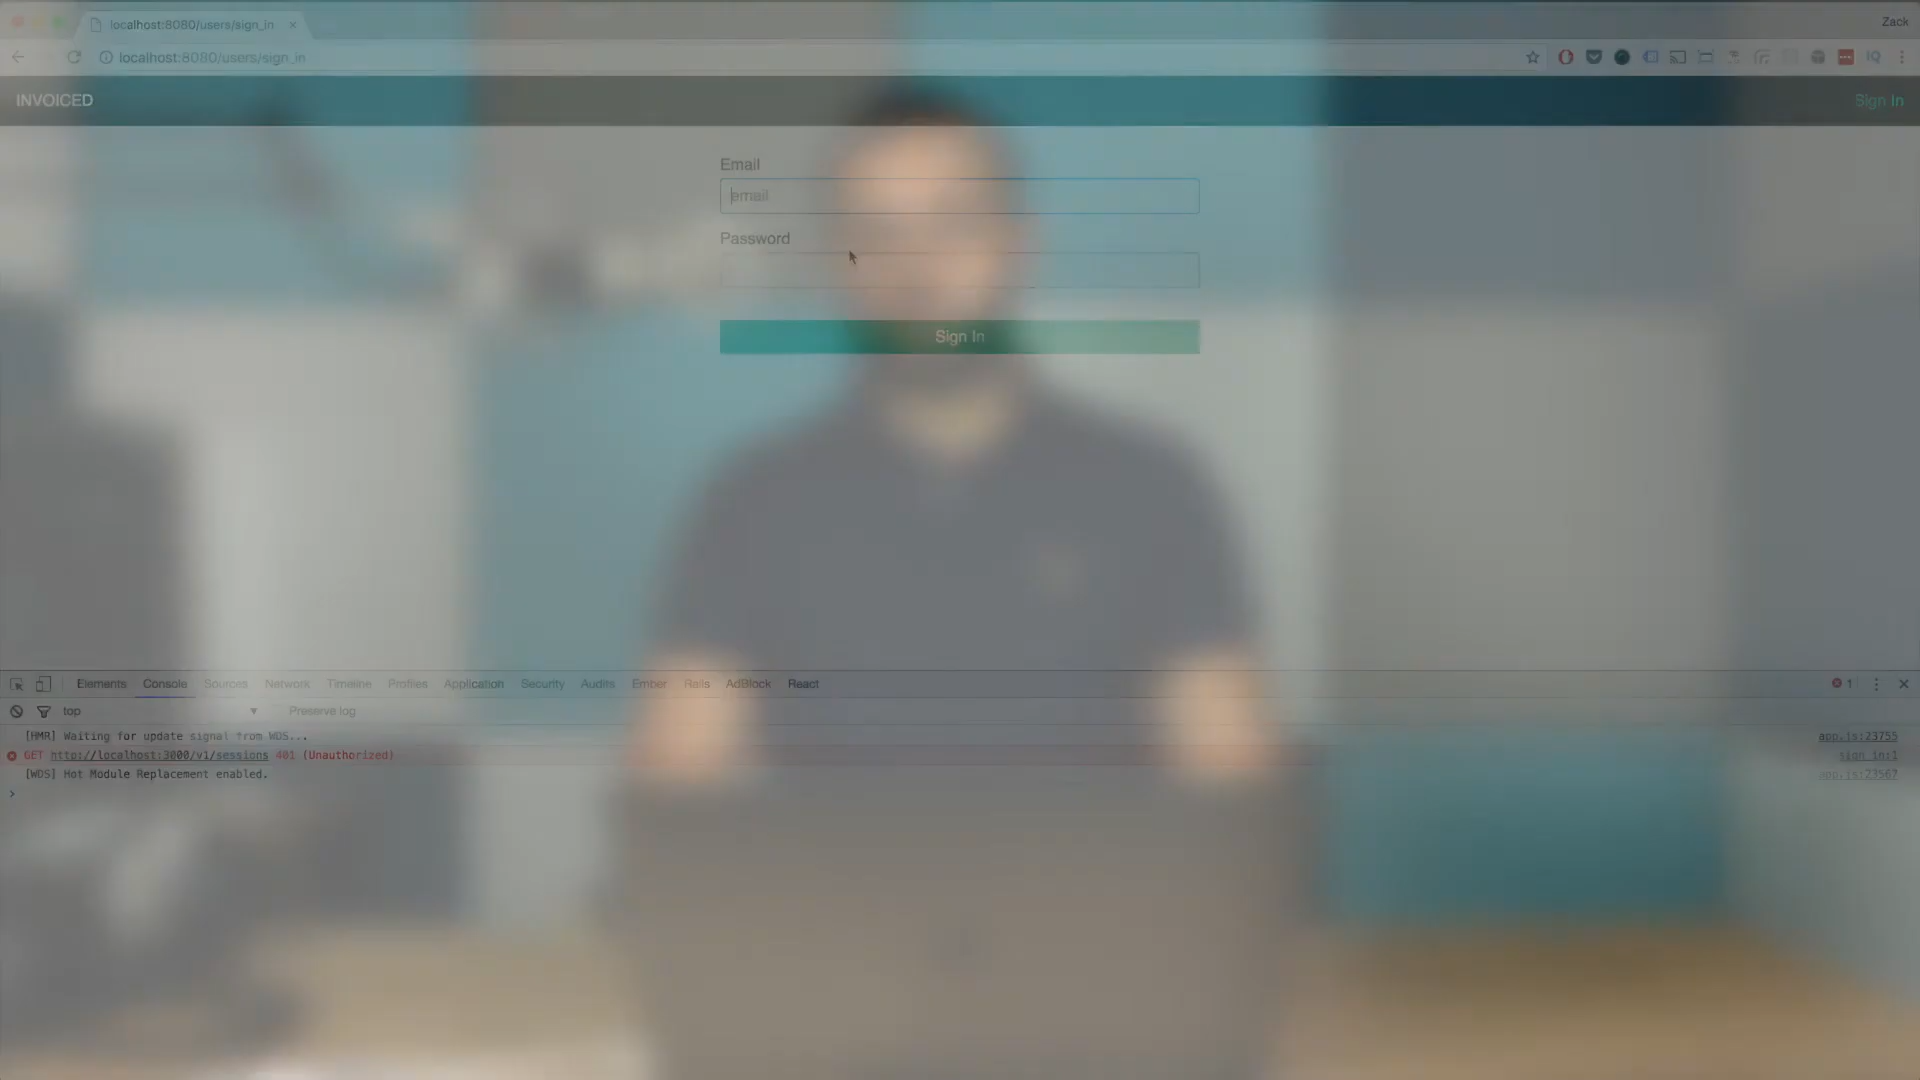 localhost:8080/users/sign_in
Zack
localhost:8080/users/sign_in
INVOICED
Sign In
Email
email
Password
Sign In
Elements Console Sources Network Timeline Profiles Application Security Audits Ember Rails AdBlock React
1
top
Preserve log
[HMR] Waiting for update signal from WDS...
app.js:23755
GET http://localhost:3000/v1/sessions 401 (Unauthorized)
sign_in:1
[WDS] Hot Module Replacement enabled.
app.js:23567